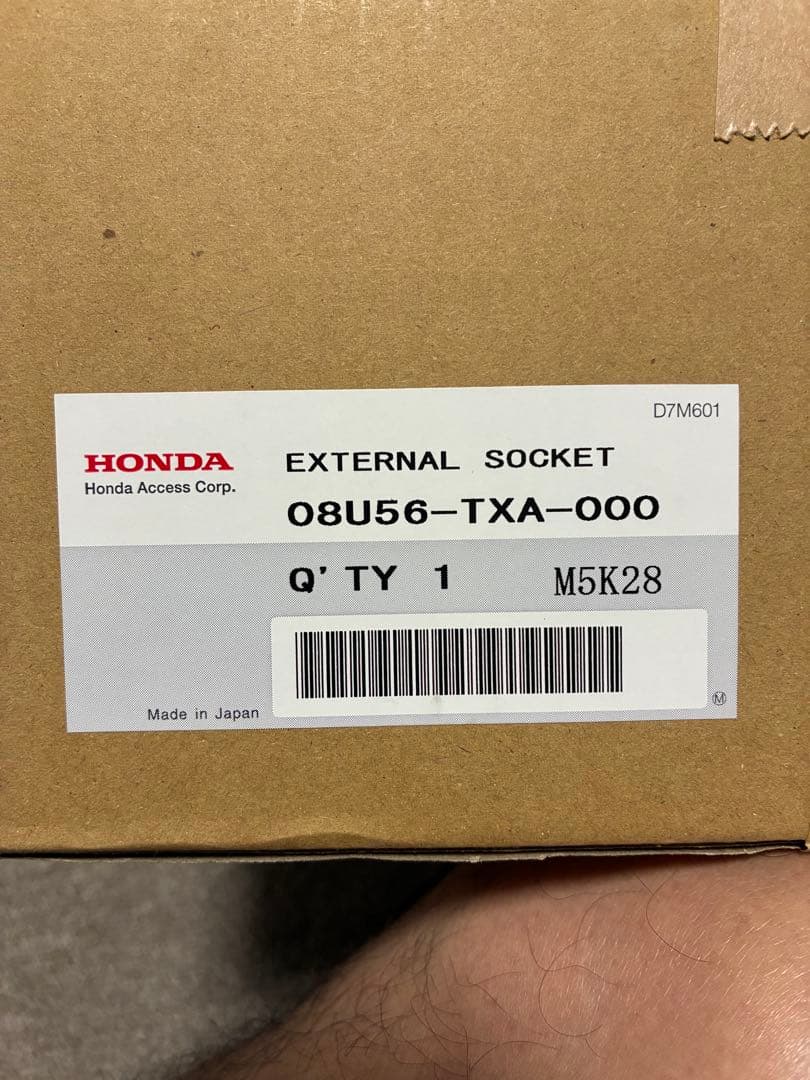 D7M601
HONDA
Honda Access Corp.
EXTERNAL SOCKET
08U56-TXA-000
Q'TY 1 M5K28
Made in Japan
Ⓜ